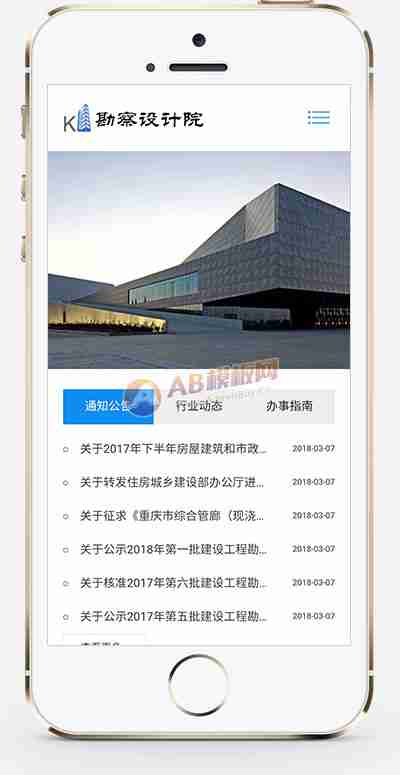 K 勘察设计院
AB模板网
通知公告 行业动态 办事指南
关于2017年下半年房屋建筑和市政... 2018-03-07
关于转发住房城乡建设部办公厅进... 2018-03-07
关于征求《重庆市综合管廊（现浇... 2018-03-07
关于公示2018年第一批建设工程勘... 2018-03-07
关于核准2017年第六批建设工程勘... 2018-03-07
关于公示2017年第五批建设工程勘... 2018-03-07